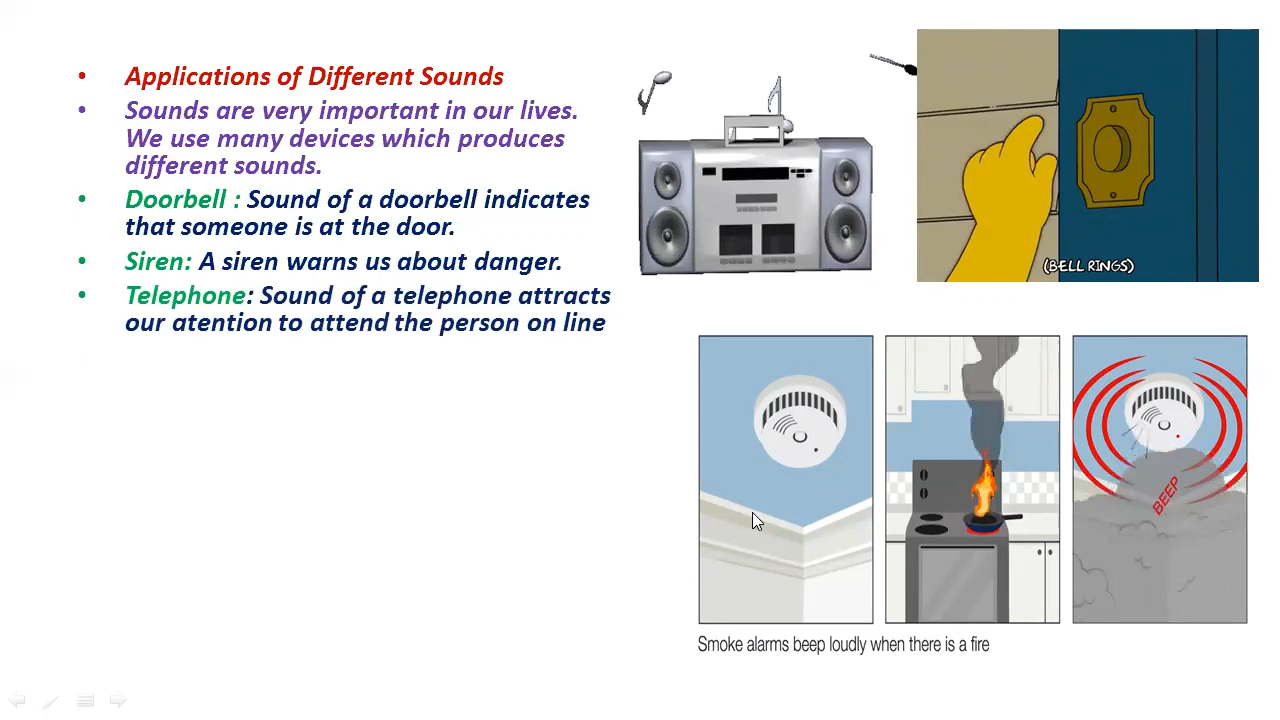 Applications of Different Sounds
Sounds are very important in our lives.
We use many devices which produces
different sounds.
Doorbell : Sound of a doorbell indicates
that someone is at the door.
Siren: A siren warns us about danger.
Telephone: Sound of a telephone attracts
our atention to attend the person on line
(BELL RINGS)
BEEP
Smoke alarms beep loudly when there is a fire